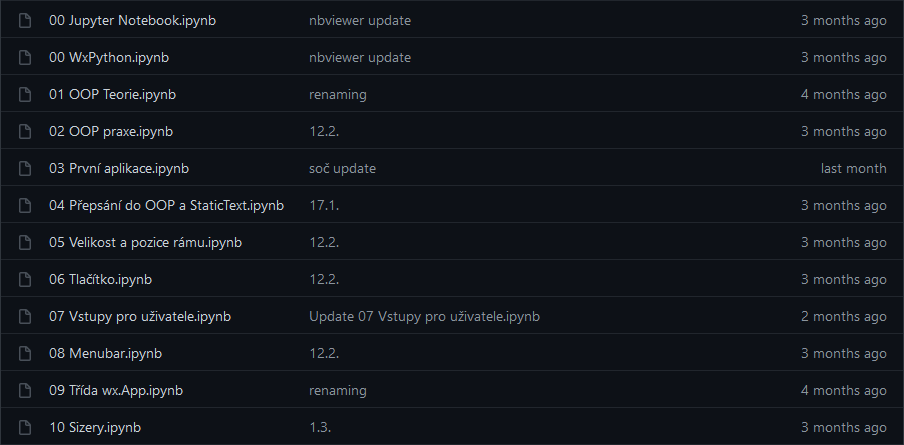 00 Jupyter Notebook.ipynb nbviewer update 3 months ago
00 WxPython.ipynb nbviewer update 3 months ago
01 OOP Teorie.ipynb renaming 4 months ago
02 OOP praxe.ipynb 12.2. 3 months ago
03 První aplikace.ipynb soč update last month
04 Přepsání do OOP a StaticText.ipynb 17.1. 3 months ago
05 Velikost a pozice rámu.ipynb 12.2. 3 months ago
06 Tlačítko.ipynb 12.2. 3 months ago
07 Vstupy pro uživatele.ipynb Update 07 Vstupy pro uživatele.ipynb 2 months ago
08 Menubar.ipynb 12.2. 3 months ago
09 Třída wx.App.ipynb renaming 4 months ago
10 Sizery.ipynb 1.3. 3 months ago